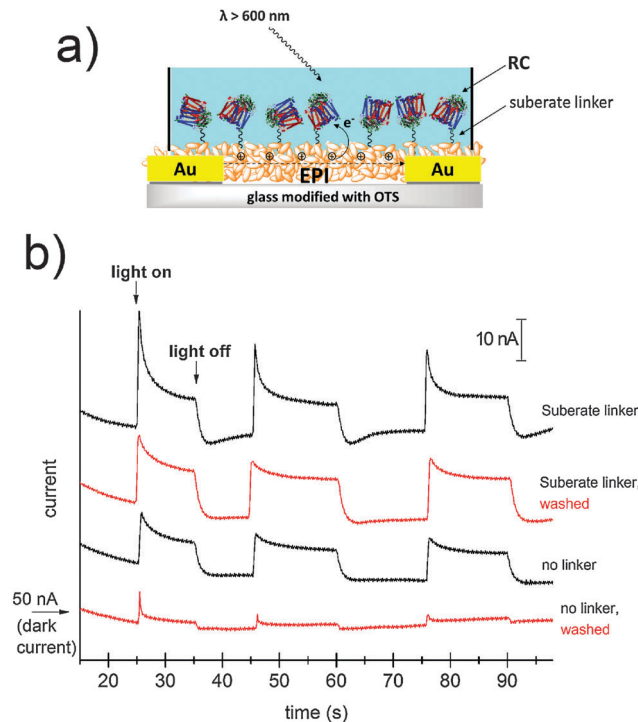 a)
λ > 600 nm
RC
suberate linker
e-
Au
EPI
Au
glass modified with OTS
b)
light on
light off
10 nA
Suberate linker
Suberate linker,
washed
no linker
no linker,
washed
current
50 nA
(dark
current)
20 30 40 50 60 70 80 90
time (s)